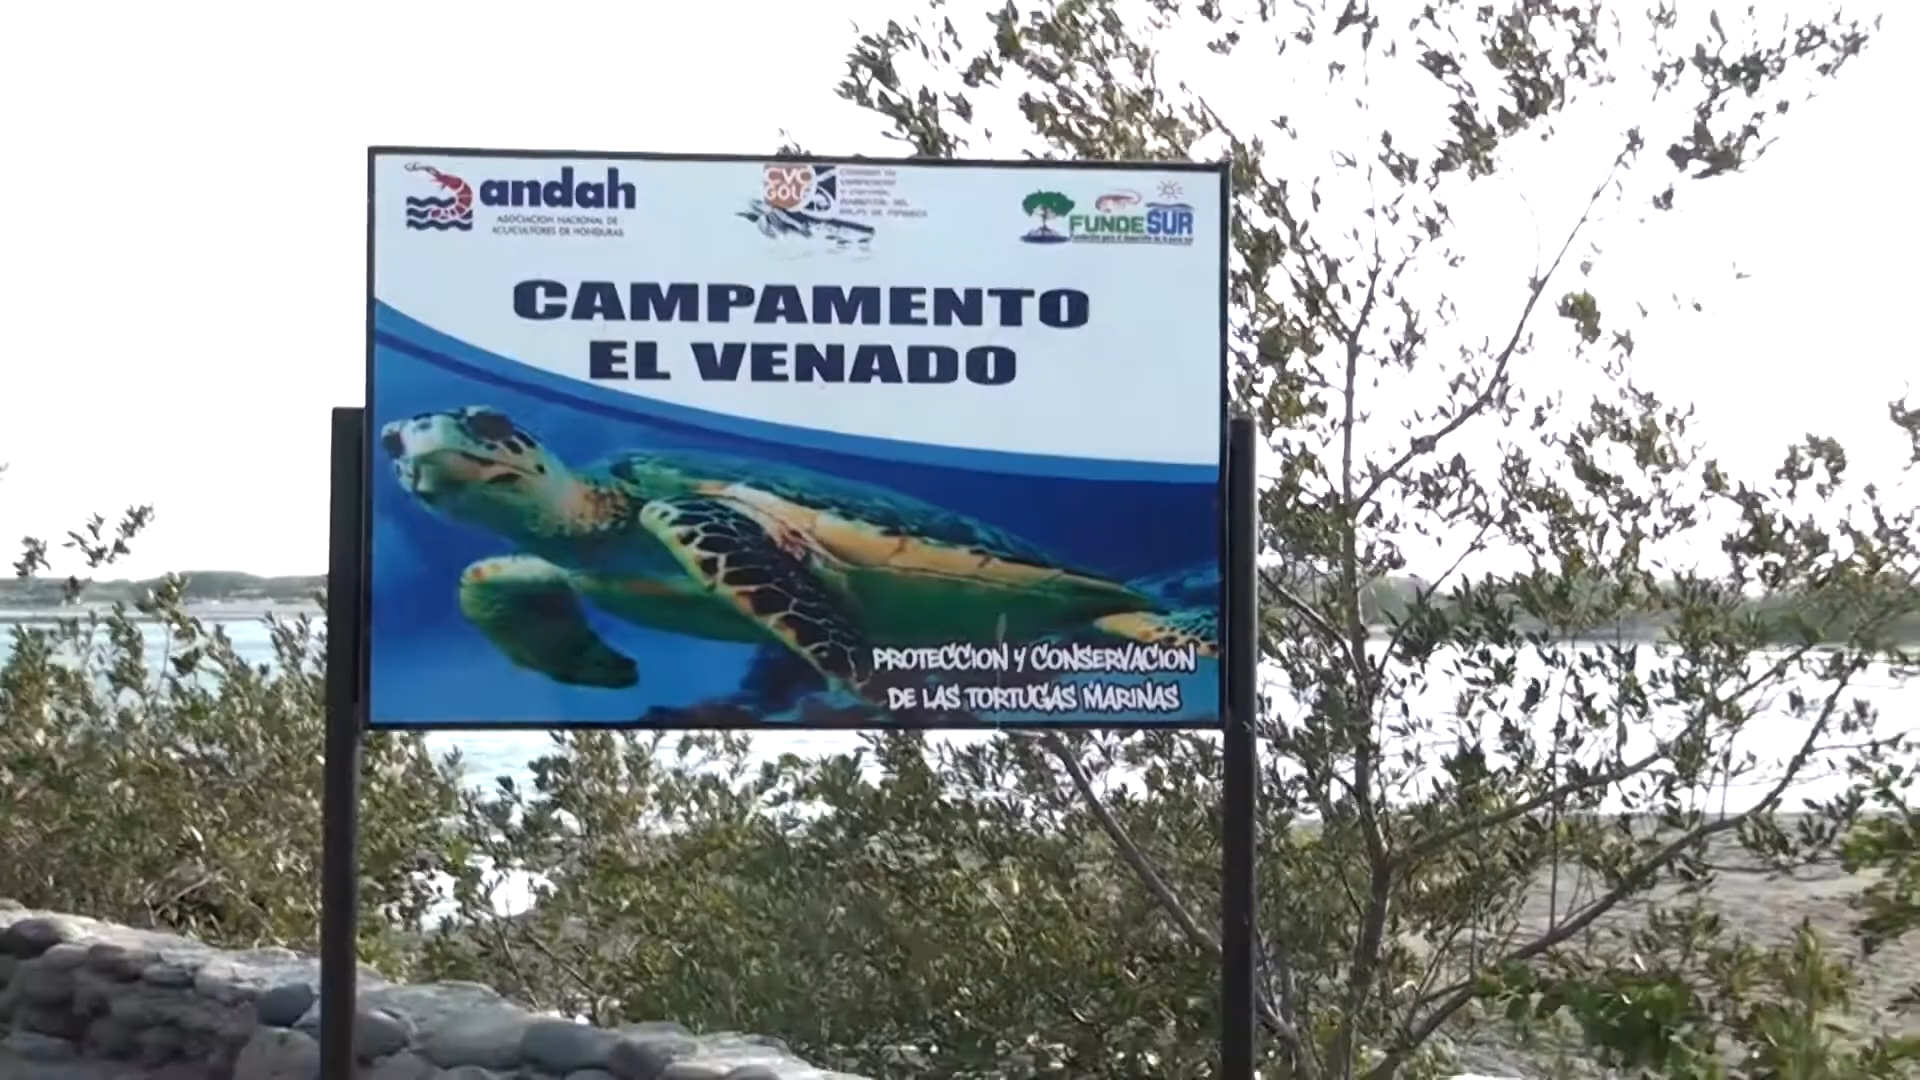 andah
ASOCIACION NACIONAL DE
ACUICULTORES DE HONDURAS
CVC
GOLF
FUNDESUR
CAMPAMENTO
EL VENADO
PROTECCION Y CONSERVACION
DE LAS TORTUGAS MARINAS